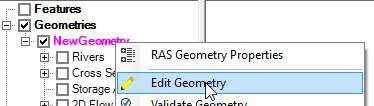 Features
Geometries
NewGeometry
Rivers
RAS Geometry Properties
Cross Se
Edit Geometry
Storage
2D Flow
Validate Geometry